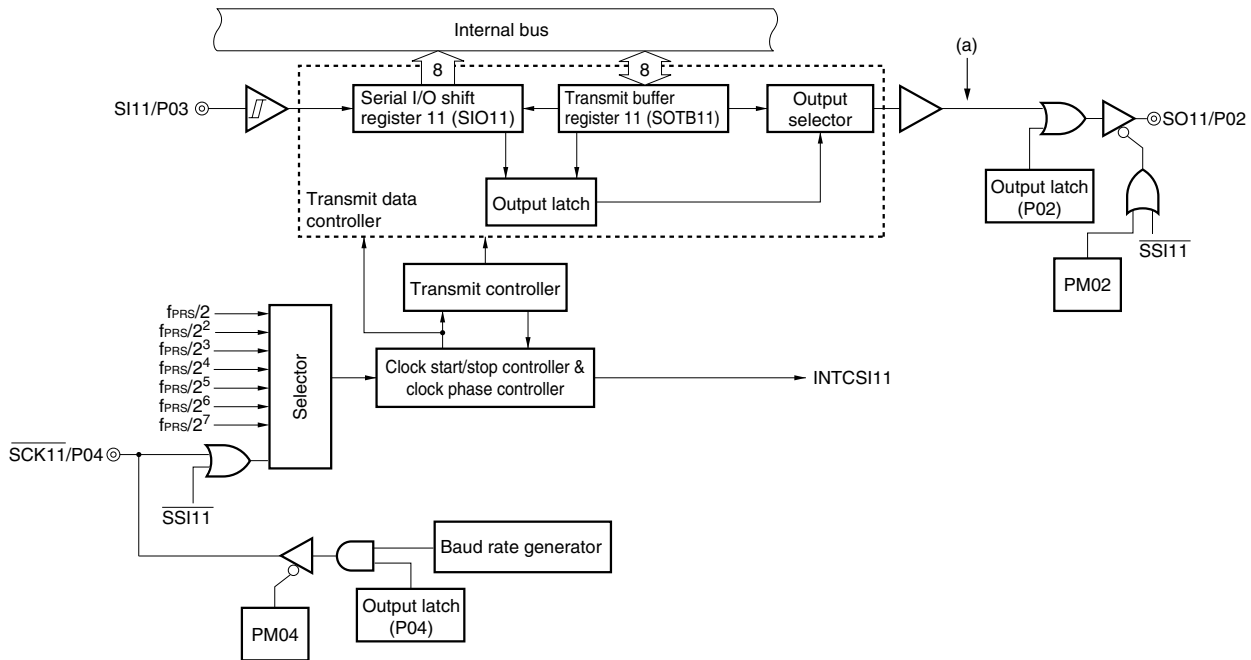 Internal bus
8
8
(a)
SI11/P03
Serial I/O shift
register 11 (SIO11)
Transmit buffer
register 11 (SOTB11)
Output
selector
SO11/P02
Output latch
Transmit data
controller
Output latch
(P02)
SSI11
PM02
Transmit controller
fPRS/2
fPRS/2²
fPRS/2³
fPRS/2⁴
fPRS/2⁵
fPRS/2⁶
fPRS/2⁷
Selector
Clock start/stop controller &
clock phase controller
INTCSI11
SCK11/P04
SSI11
Baud rate generator
Output latch
(P04)
PM04